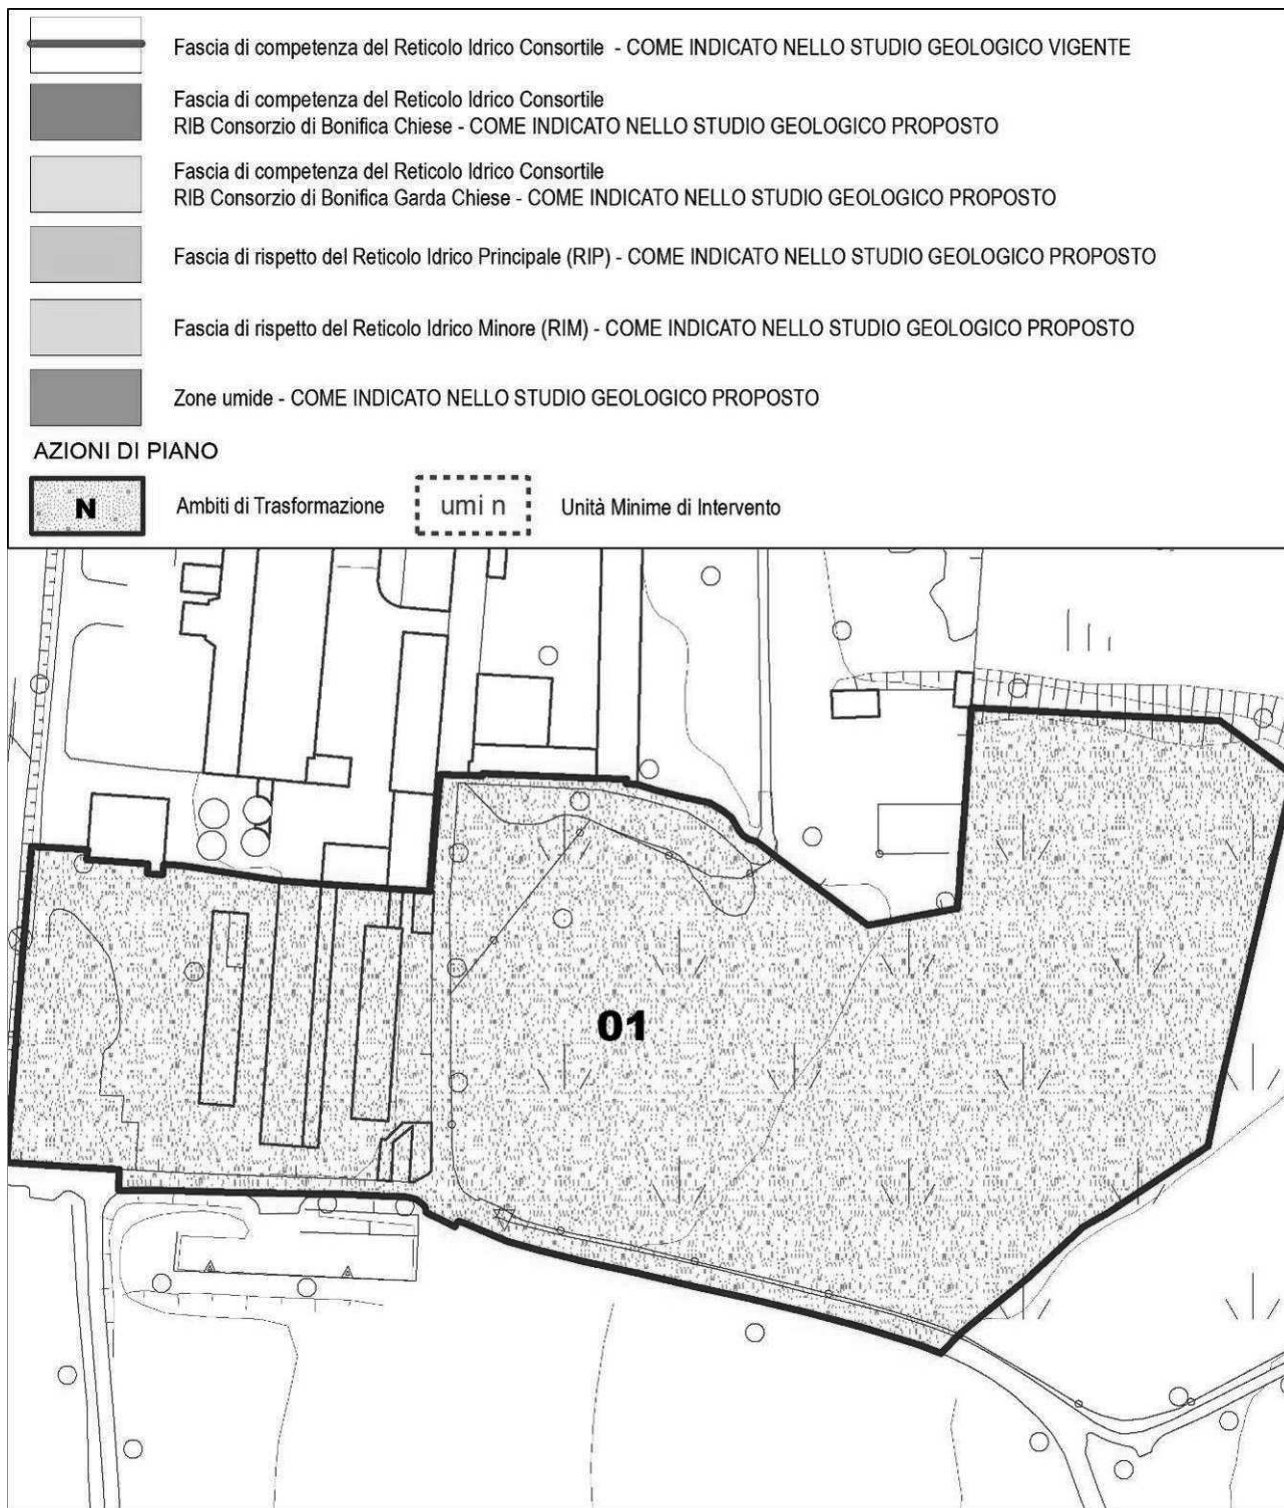 Fascia di competenza del Reticolo Idrico Consortile - COME INDICATO NELLO STUDIO GEOLOGICO VIGENTE
Fascia di competenza del Reticolo Idrico Consortile
RIB Consorzio di Bonifica Chiese - COME INDICATO NELLO STUDIO GEOLOGICO PROPOSTO
Fascia di competenza del Reticolo Idrico Consortile
RIB Consorzio di Bonifica Garda Chiese - COME INDICATO NELLO STUDIO GEOLOGICO PROPOSTO
Fascia di rispetto del Reticolo Idrico Principale (RIP) - COME INDICATO NELLO STUDIO GEOLOGICO PROPOSTO
Fascia di rispetto del Reticolo Idrico Minore (RIM) - COME INDICATO NELLO STUDIO GEOLOGICO PROPOSTO
Zone umide - COME INDICATO NELLO STUDIO GEOLOGICO PROPOSTO
AZIONI DI PIANO
N Ambiti di Trasformazione umi n Unità Minime di Intervento
01